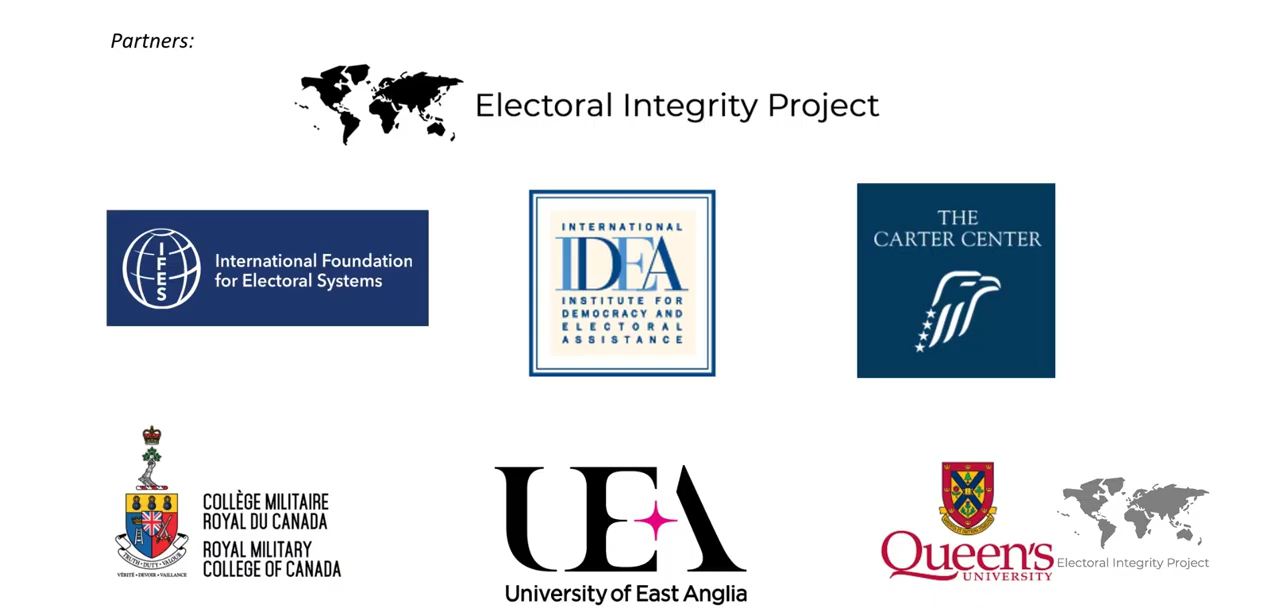 Partners:
Electoral Integrity Project
IFES
International Foundation
for Electoral Systems
INTERNATIONAL
IDEA
INSTITUTE FOR
DEMOCRACY AND
ELECTORAL
ASSISTANCE
THE
CARTER CENTER
TRUTH • DUTY • VALOUR
VÉRITÉ • DEVOIR • VAILLANCE
COLLÈGE MILITAIRE
ROYAL DU CANADA
ROYAL MILITARY
COLLEGE OF CANADA
UEA
University of East Anglia
Queen's
UNIVERSITY
Electoral Integrity Project